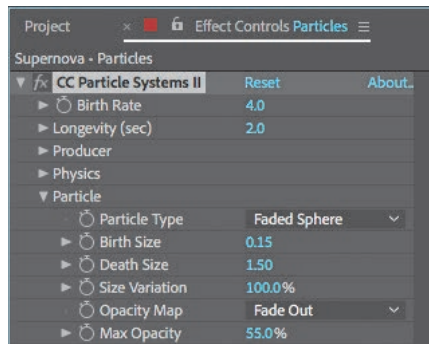 Project × Effect Controls Particles ≡
Supernova • Particles
fx CC Particle Systems II Reset About..
Birth Rate 4.0
Longevity (sec) 2.0
Producer
Physics
Particle
Particle Type Faded Sphere
Birth Size 0.15
Death Size 1.50
Size Variation 100.0%
Opacity Map Fade Out
Max Opacity 55.0%